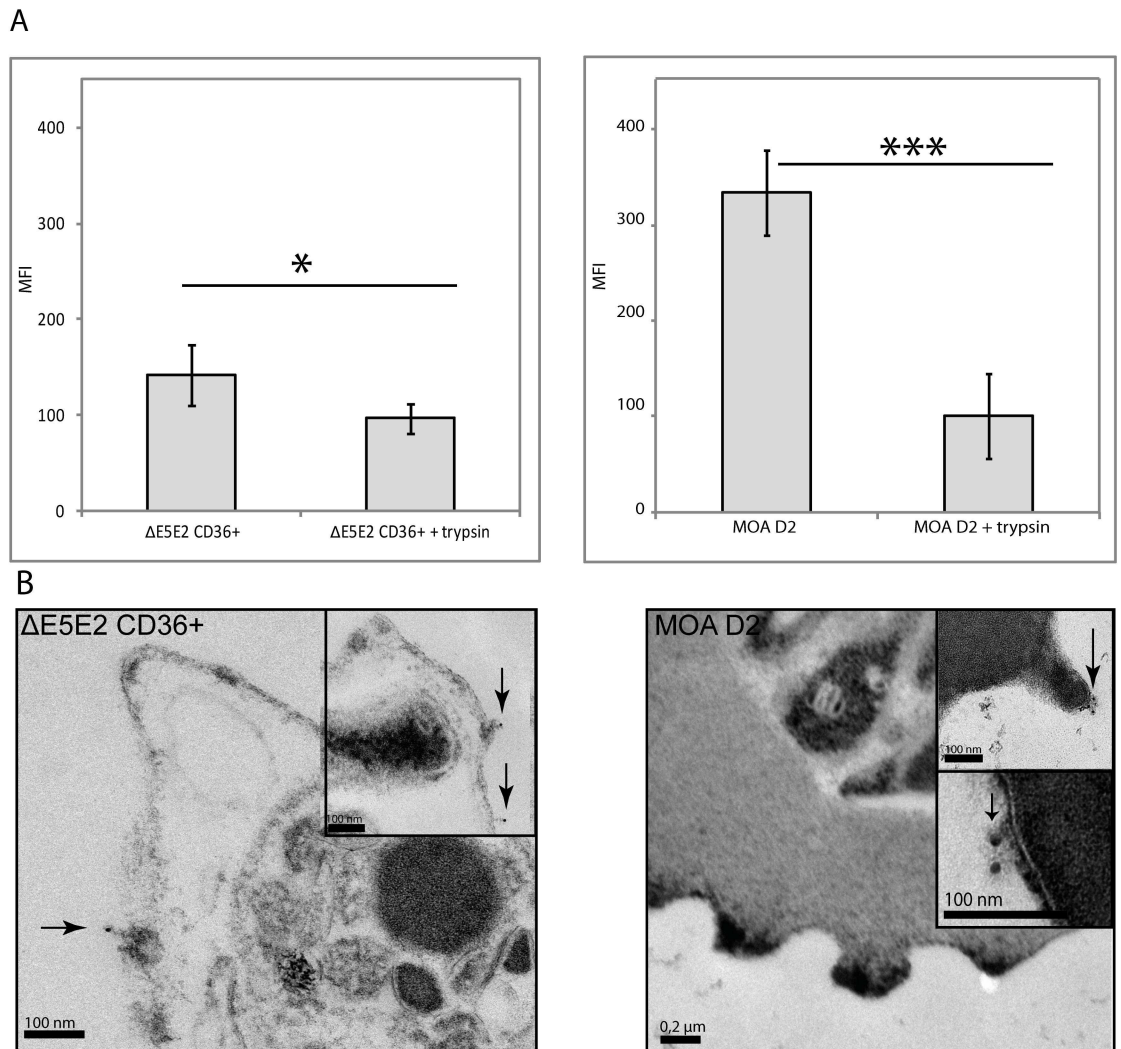 A
400
300
200
100
0
MFI
*
ΔE5E2 CD36+
ΔE5E2 CD36+ + trypsin
400
300
200
100
0
MFI
***
MOA D2
MOA D2 + trypsin
B
ΔE5E2 CD36+
100 nm
100 nm
MOA D2
100 nm
100 nm
0,2 µm